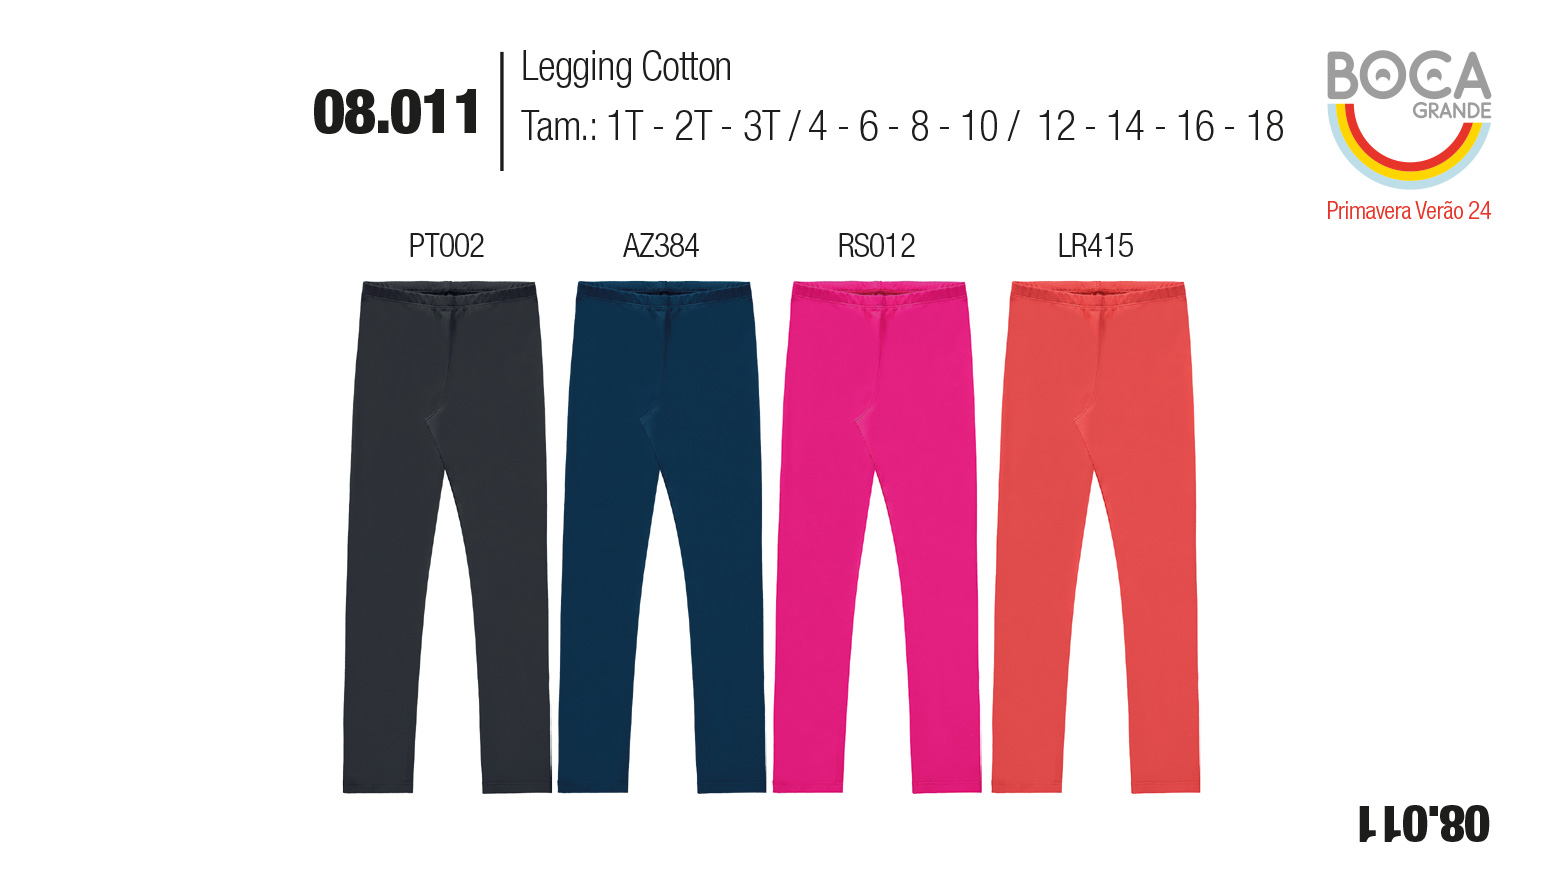 08.011
Legging Cotton
Tam.: 1T - 2T - 3T / 4 - 6 - 8 - 10 / 12 - 14 - 16 - 18
BOCA
GRANDE
Primavera Verão 24
PT002
AZ384
RS012
LR415
08.011